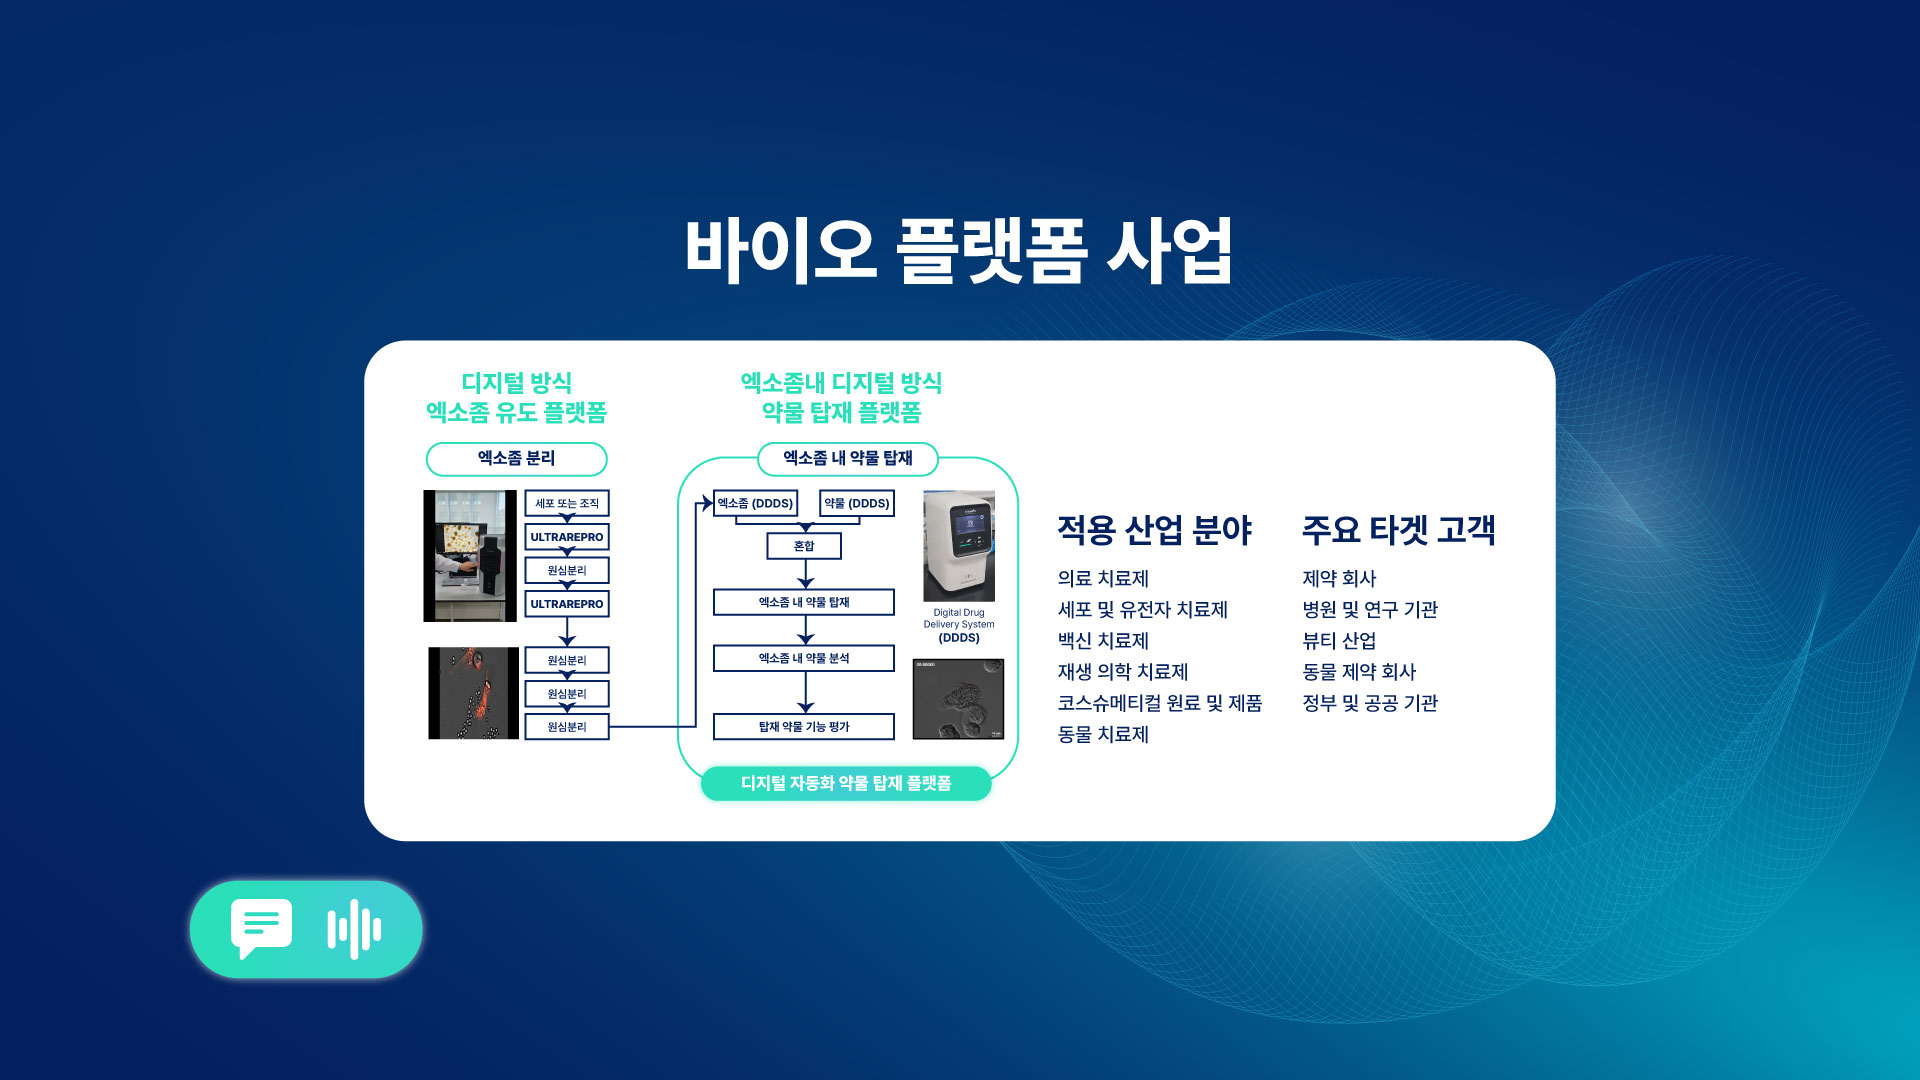 바이오 플랫폼 사업
디지털 방식
엑소좀 유도 플랫폼
엑소좀 분리
세포 또는 조직
ULTRAREPRO
원심분리
ULTRAREPRO
원심분리
원심분리
원심분리
엑소좀내 디지털 방식
약물 탑재 플랫폼
엑소좀 내 약물 탑재
엑소좀 (DDDS)
약물 (DDDS)
혼합
엑소좀 내 약물 탑재
엑소좀 내 약물 분석
탑재 약물 기능 평가
Digital Drug
Delivery System
(DDDS)
디지털 자동화 약물 탑재 플랫폼
적용 산업 분야
의료 치료제
세포 및 유전자 치료제
백신 치료제
재생 의학 치료제
코스슈메티컬 원료 및 제품
동물 치료제
주요 타겟 고객
제약 회사
병원 및 연구 기관
뷰티 산업
동물 제약 회사
정부 및 공공 기관